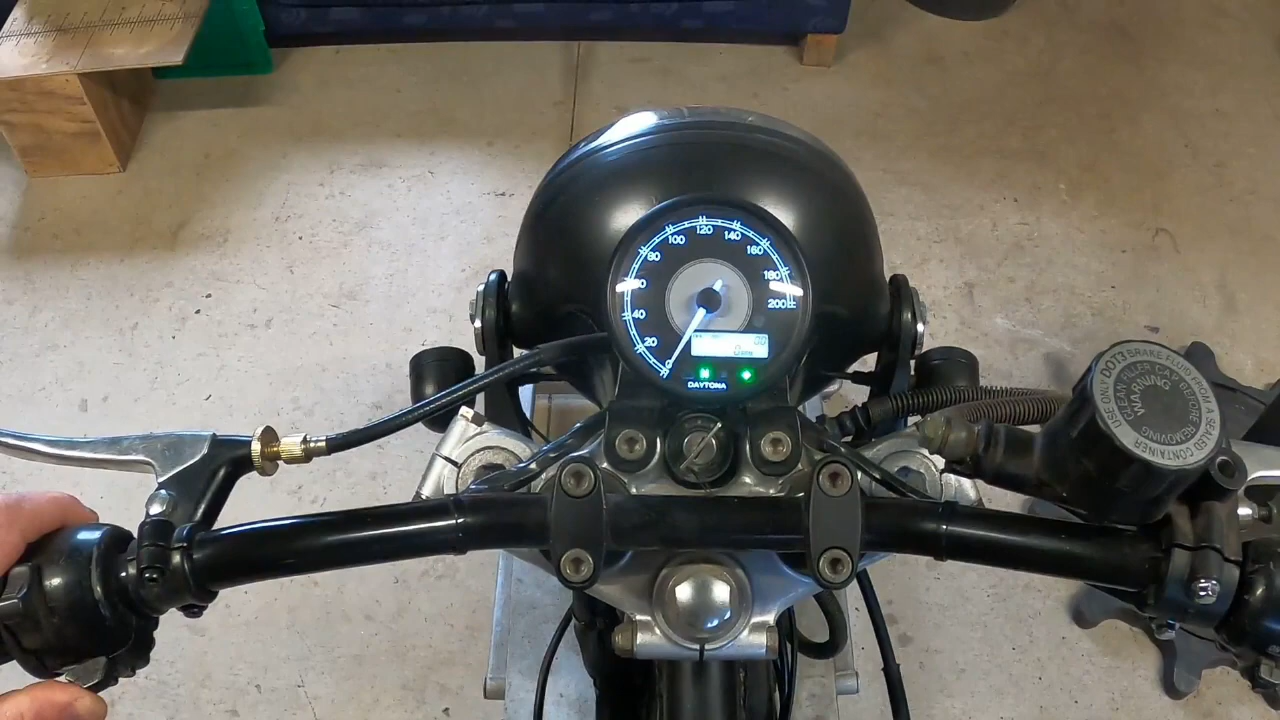 0
20
40
60
80
100
120
140
160
180
200
DAYTONA
USE ONLY DOT3 BRAKE FLUID FROM A SEALED CONTAINER
CLEAN FILLER CAP BEFORE REMOVING
WARNING